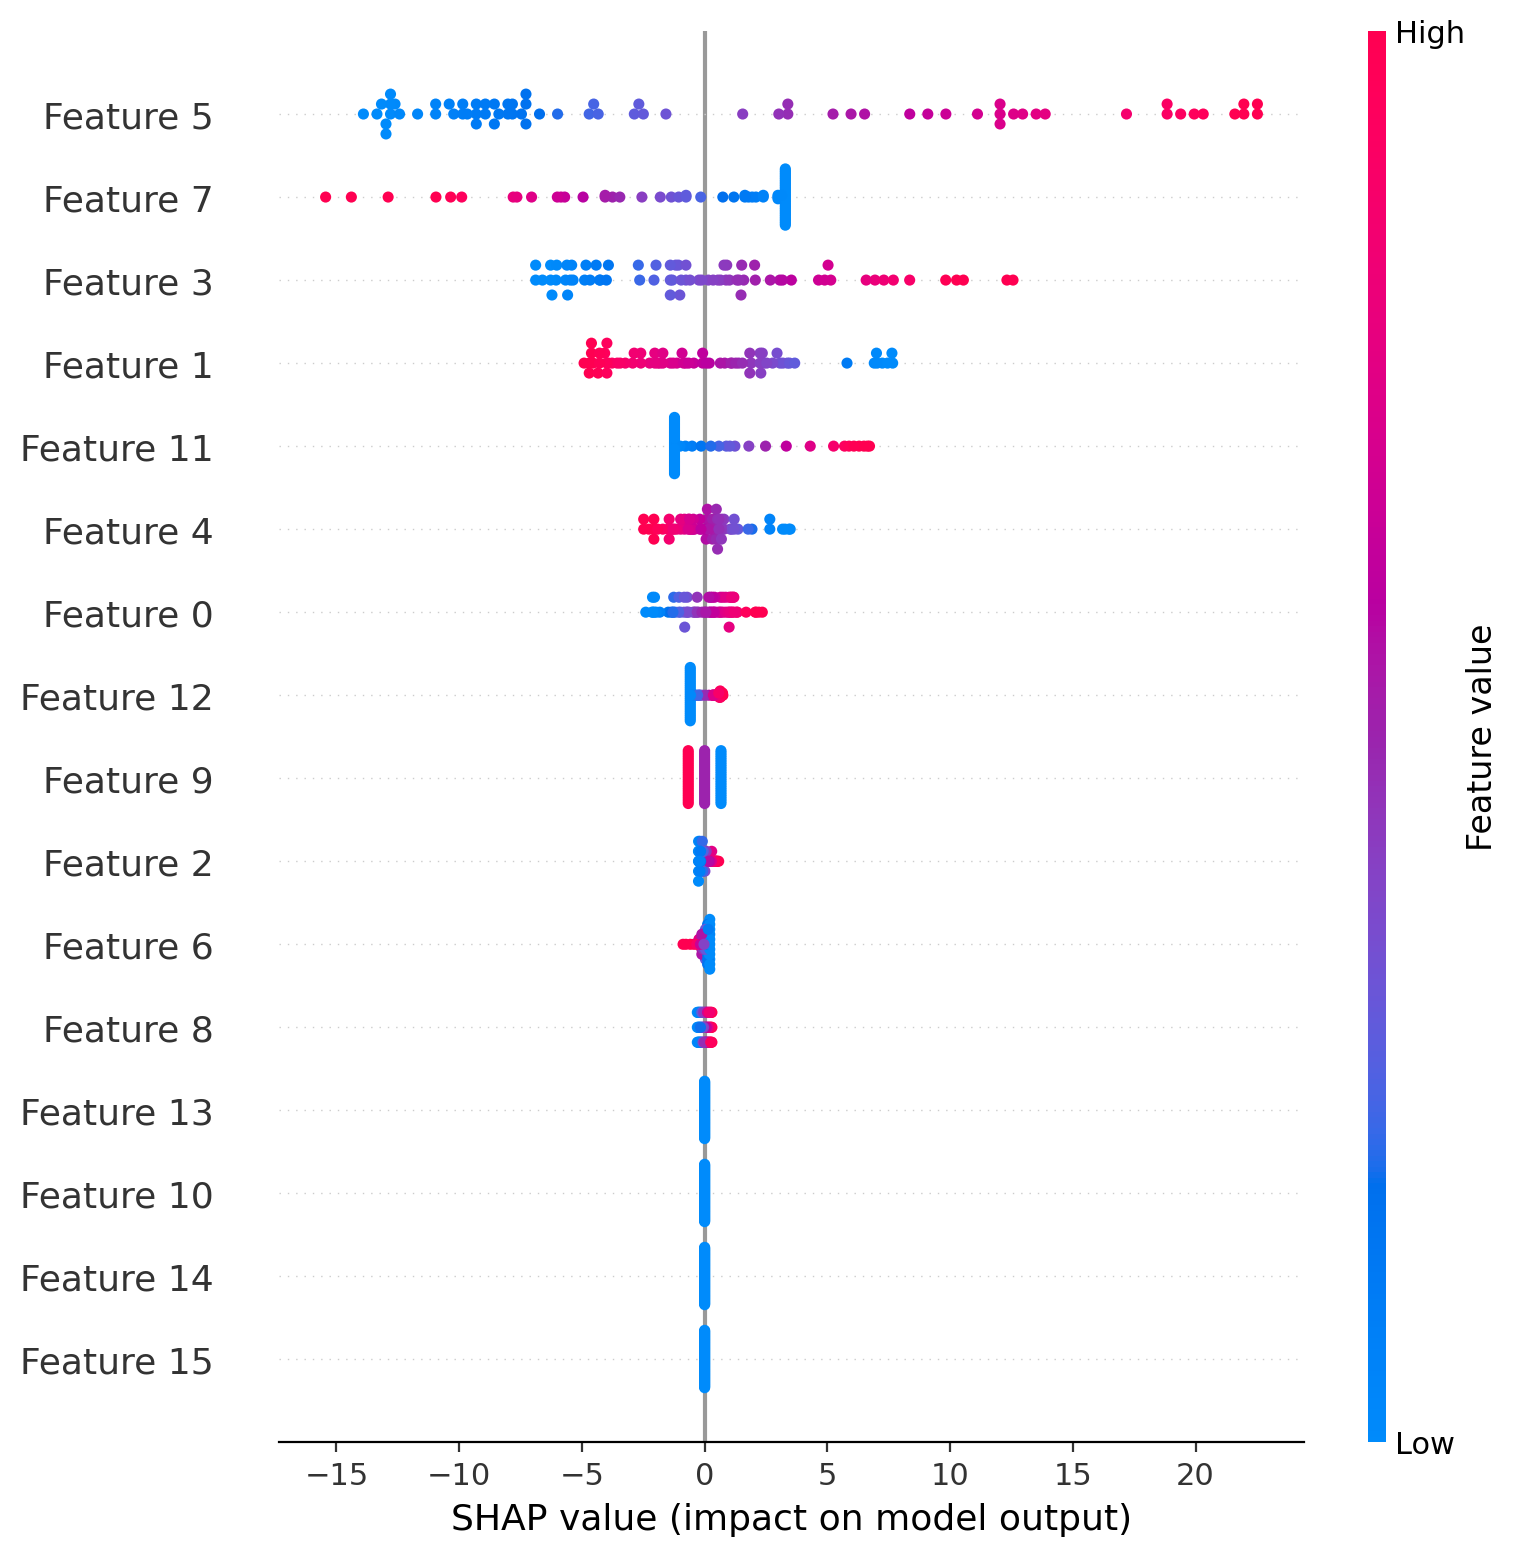 High
Feature 5
Feature 7
Feature 3
Feature 1
Feature 11
Feature 4
Feature 0
Feature 12
Feature 9
Feature 2
Feature 6
Feature 8
Feature 13
Feature 10
Feature 14
Feature 15
Feature value
Low
−15 −10 −5 0 5 10 15 20
SHAP value (impact on model output)